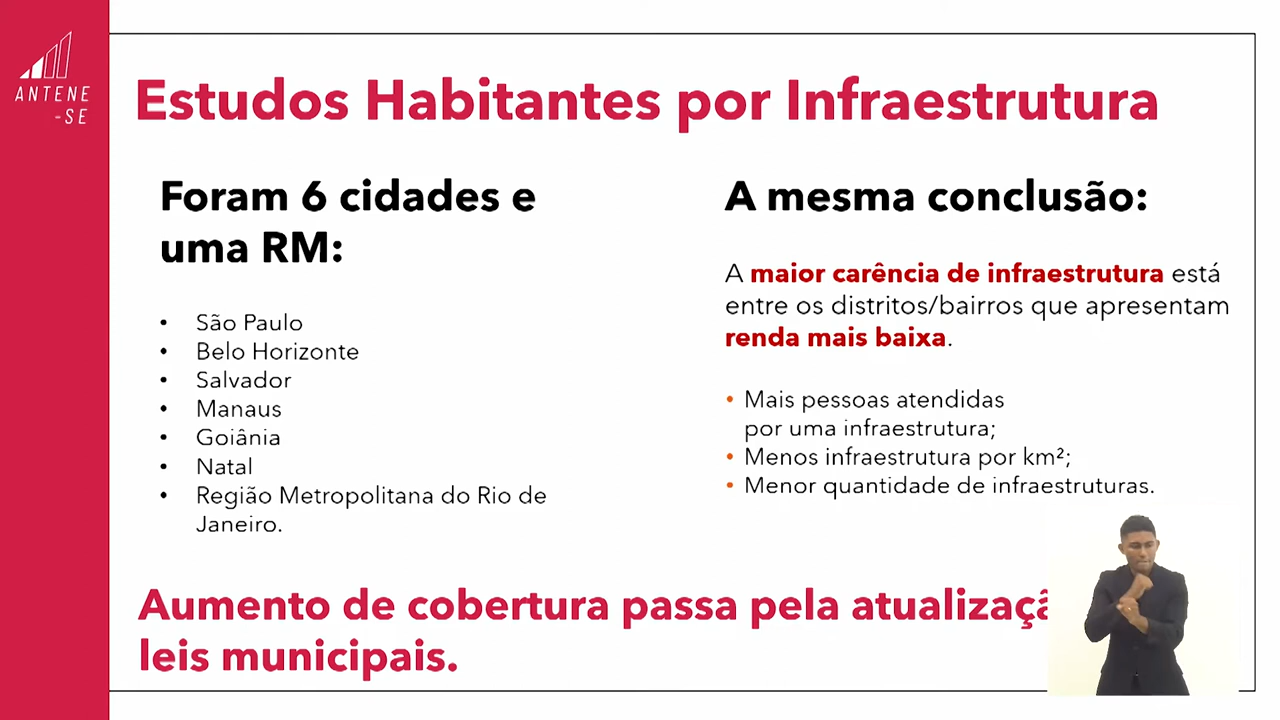 ANTENE
-SE
Estudos Habitantes por Infraestrutura
Foram 6 cidades e
uma RM:
• São Paulo
• Belo Horizonte
• Salvador
• Manaus
• Goiânia
• Natal
• Região Metropolitana do Rio de
Janeiro.
A mesma conclusão:
A maior carência de infraestrutura está
entre os distritos/bairros que apresentam
renda mais baixa.
• Mais pessoas atendidas
por uma infraestrutura;
• Menos infraestrutura por km²;
• Menor quantidade de infraestruturas.
Aumento de cobertura passa pela
leis municipais.